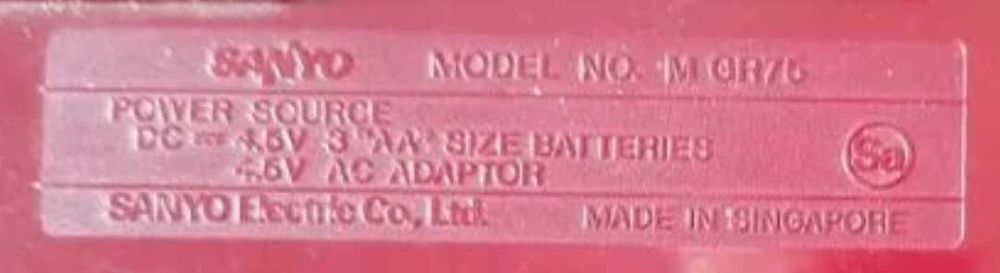 SANYO MODEL NO. M GR75
POWER SOURCE
DC 4.5V 3 "AA" SIZE BATTERIES
4.5V AC ADAPTOR
Sa
SANYO Electric Co., Ltd. MADE IN SINGAPORE